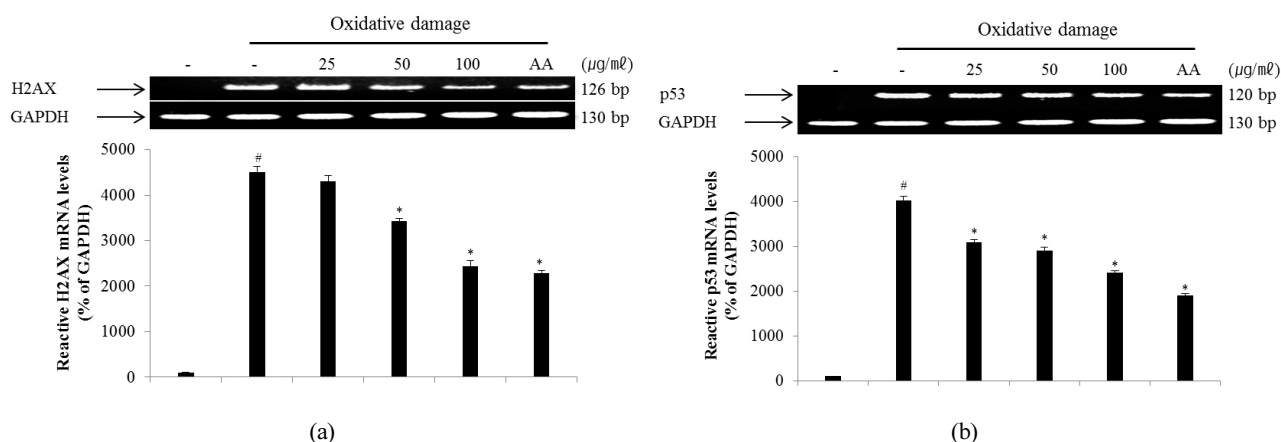 Oxidative damage
- - 25 50 100 AA (㎍/㎖)
H2AX 126 bp
GAPDH 130 bp
Reactive H2AX mRNA levels
(% of GAPDH)
5000
4000
3000
2000
1000
0
#
*
*
*
(a)
Oxidative damage
- - 25 50 100 AA (㎍/㎖)
p53 120 bp
GAPDH 130 bp
Reactive p53 mRNA levels
(% of GAPDH)
5000
4000
3000
2000
1000
0
#
*
*
*
*
(b)